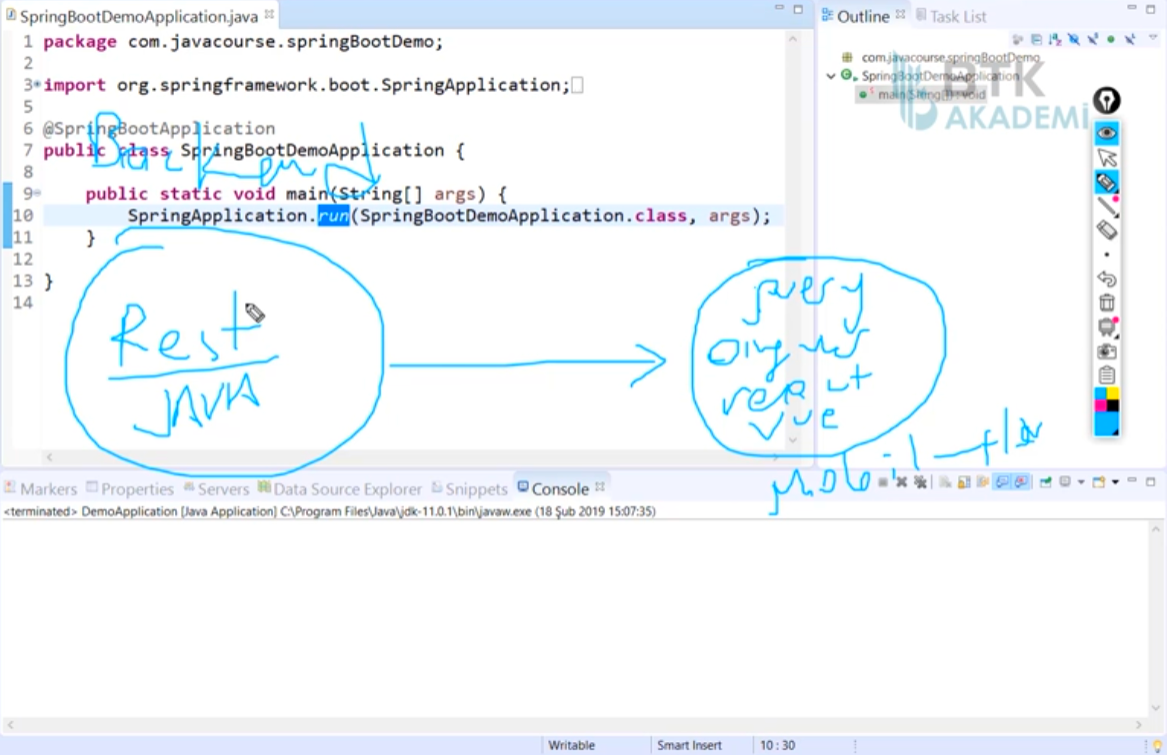 SpringBootDemoApplication.java
1 package com.javacourse.springBootDemo;
2
3 import org.springframework.boot.SpringApplication;
5
6 @SpringBootApplication
7 public class SpringBootDemoApplication {
8
9 public static void main(String[] args) {
10 SpringApplication.run(SpringBootDemoApplication.class, args);
11 }
12
13 }
14
Backend
Rest
JAVA
jquery
react
vue
Mobil
Outline Task List
com.javacourse.springBootDemo
SpringBootDemoApplication
main(String[]) : void
BTK
AKADEMİ
Markers Properties Servers Data Source Explorer Snippets Console
<terminated> DemoApplication [Java Application] C:\Program Files\Java\jdk-11.0.1\bin\javaw.exe (18 Şub 2019 15:07:35)
Writable Smart Insert 10 : 30